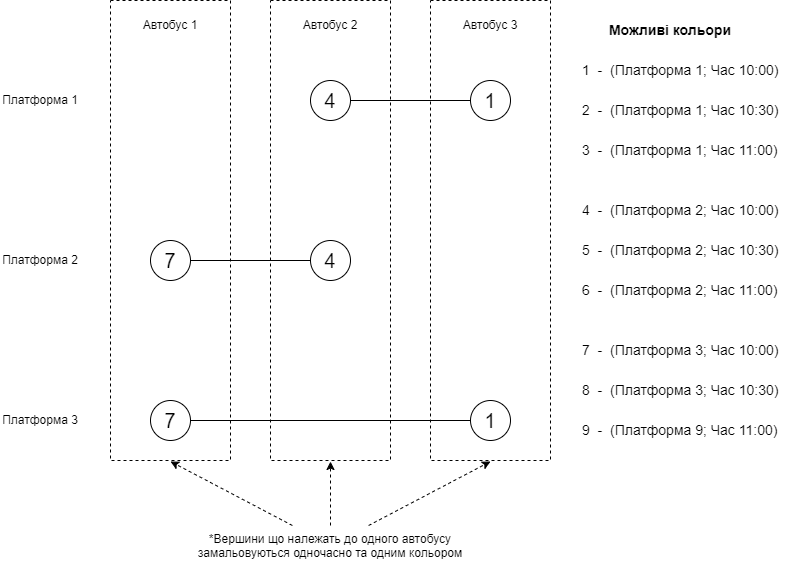 Автобус 1
Автобус 2
Автобус 3
Можливі кольори
Платформа 1
4
1
1 - (Платформа 1; Час 10:00)
2 - (Платформа 1; Час 10:30)
3 - (Платформа 1; Час 11:00)
Платформа 2
7
4
4 - (Платформа 2; Час 10:00)
5 - (Платформа 2; Час 10:30)
6 - (Платформа 2; Час 11:00)
Платформа 3
7
1
7 - (Платформа 3; Час 10:00)
8 - (Платформа 3; Час 10:30)
9 - (Платформа 9; Час 11:00)
*Вершини що належать до одного автобусу
замальовуються одночасно та одним кольором